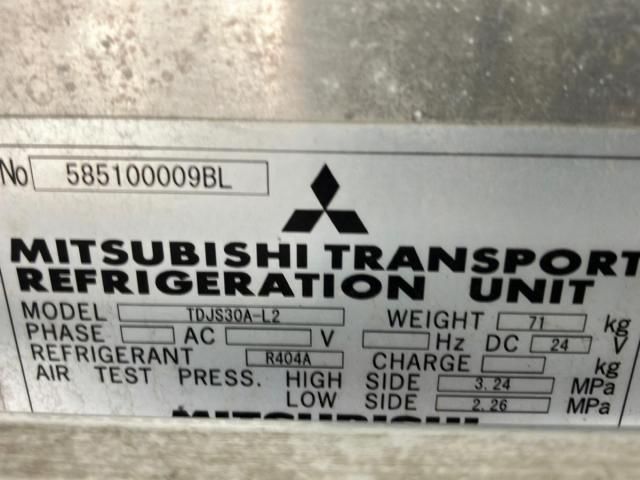 No 585100009BL
MITSUBISHI TRANSPORT
REFRIGERATION UNIT
MODEL TDJS30A-L2 WEIGHT 71 kg
PHASE AC V Hz DC 24 V
REFRIGERANT R404A CHARGE kg
AIR TEST PRESS. HIGH SIDE 3.24 MPa
LOW SIDE 2.26 MPa
MITSUBISHI